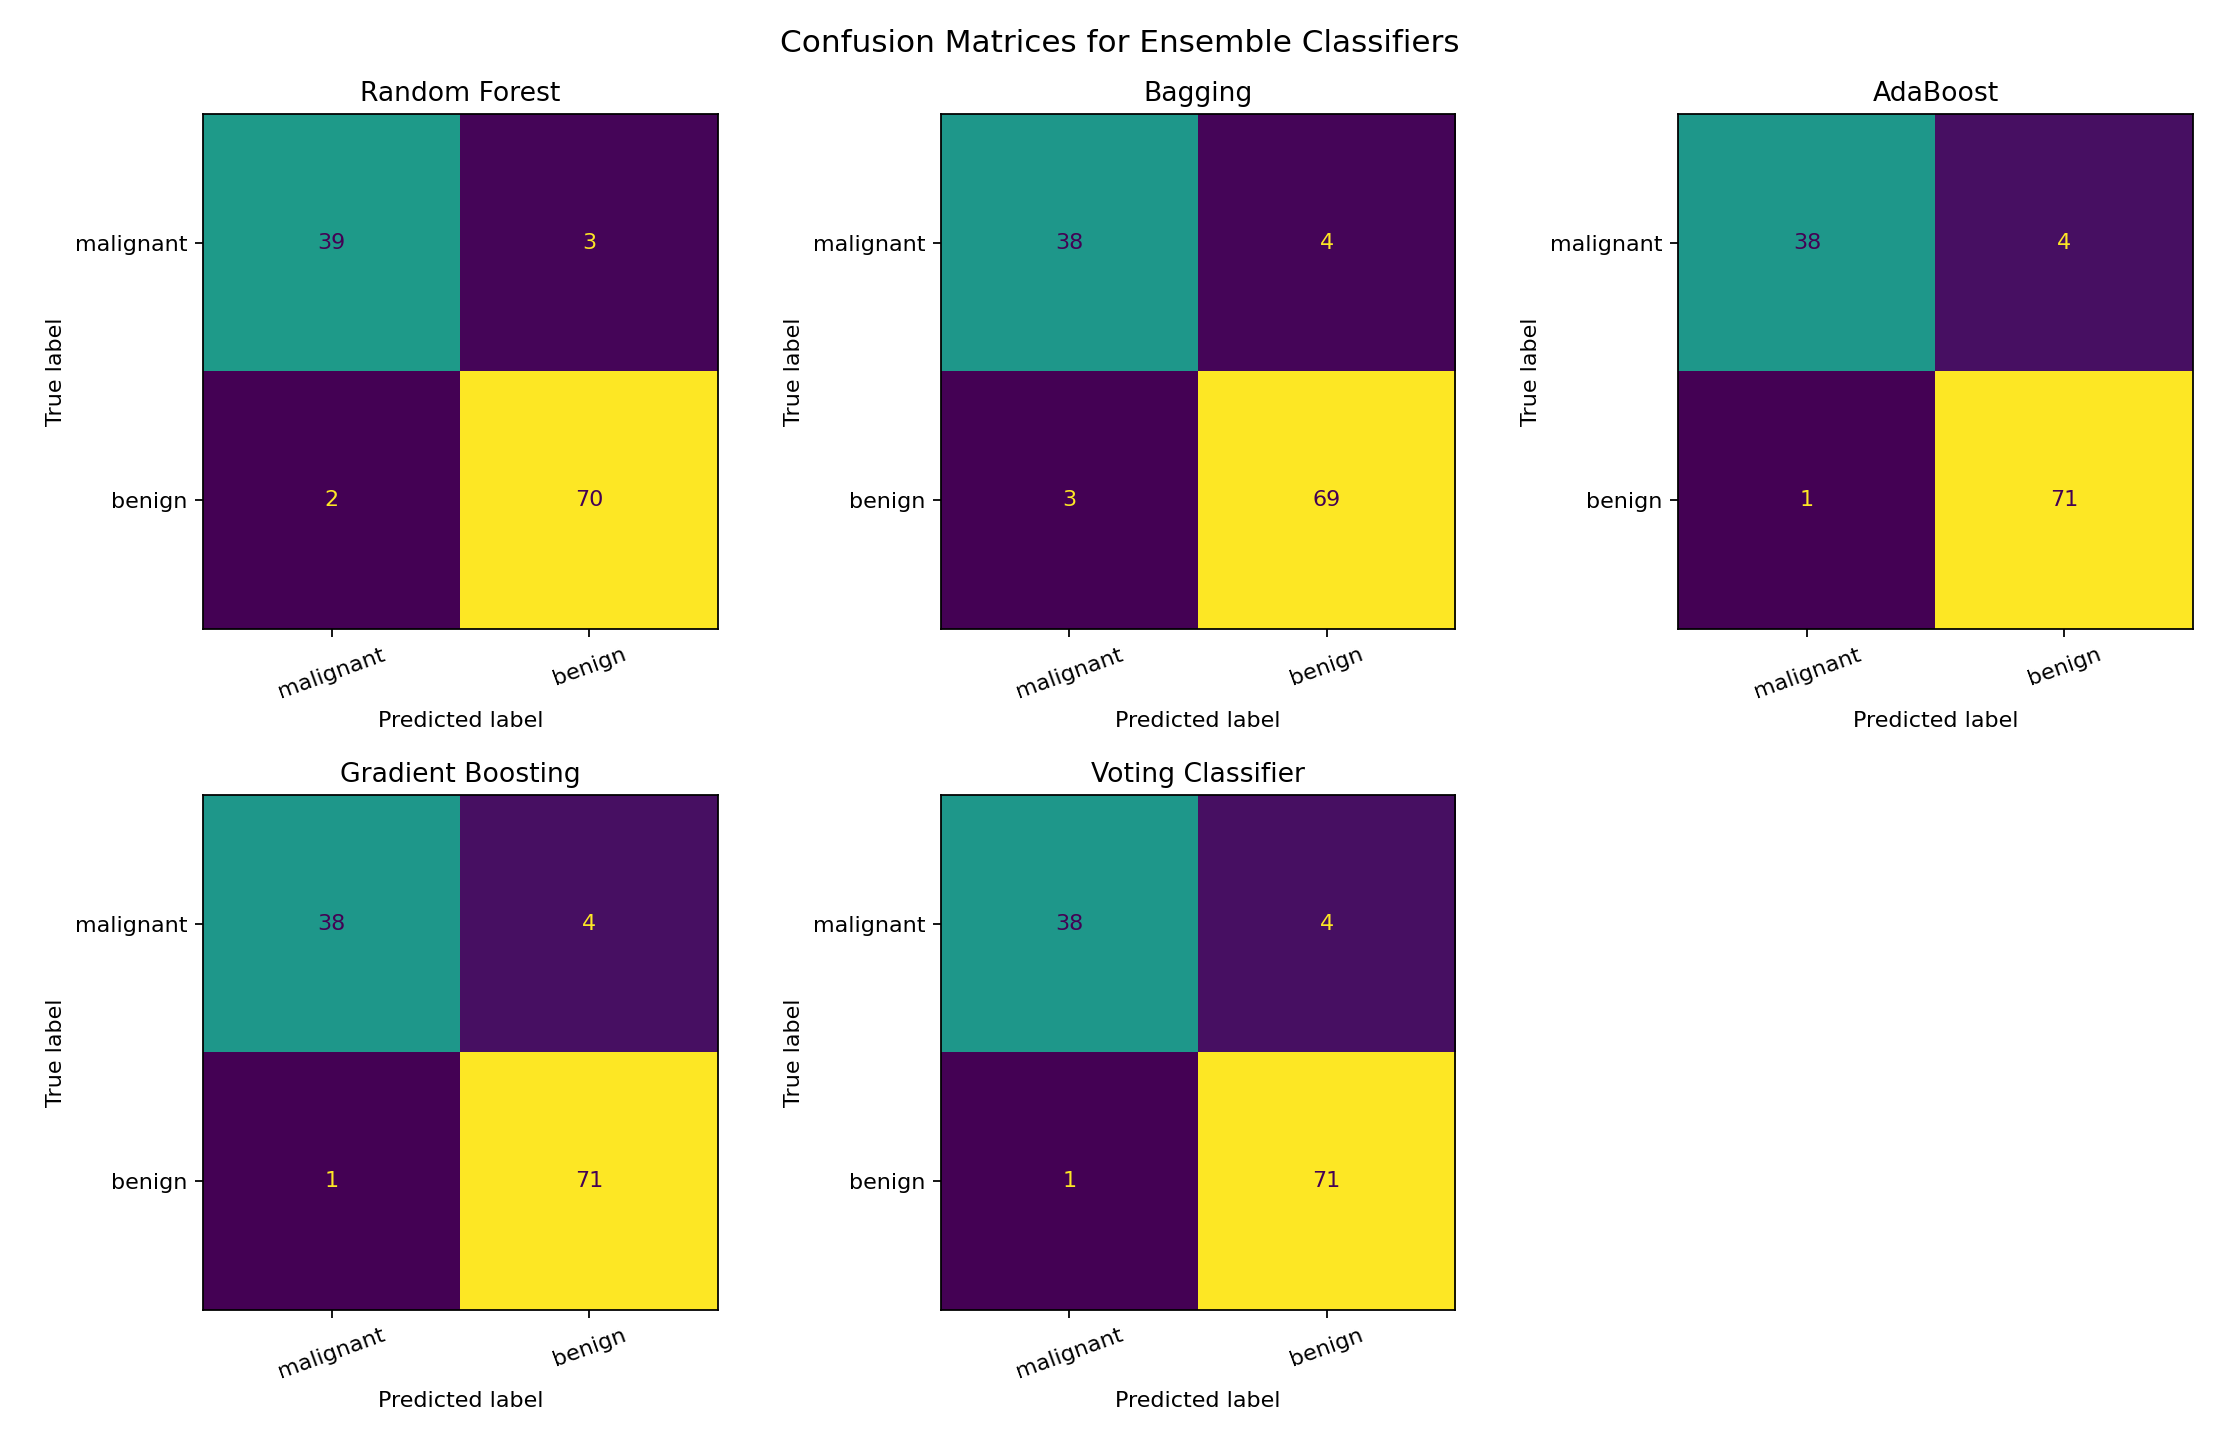 Confusion Matrices for Ensemble Classifiers
Random Forest
True label
malignant
39
3
benign
2
70
malignant
benign
Predicted label
Bagging
True label
malignant
38
4
benign
3
69
malignant
benign
Predicted label
AdaBoost
True label
malignant
38
4
benign
1
71
malignant
benign
Predicted label
Gradient Boosting
True label
malignant
38
4
benign
1
71
malignant
benign
Predicted label
Voting Classifier
True label
malignant
38
4
benign
1
71
malignant
benign
Predicted label